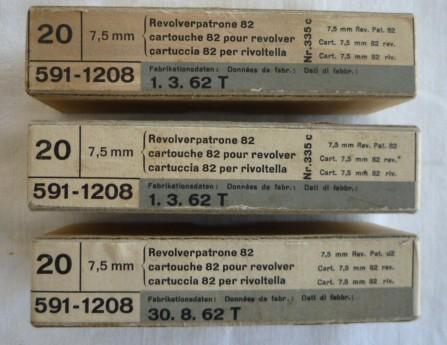 20 7,5 mm Revolverpatrone 82
cartouche 82 pour revolver
cartuccia 82 per rivoltella
Nr. 335 c
7,5 mm Rev. Pat. 82
Cart. 7,5 mm 82 rev.
Cart. 7,5 mm 82 riv.
591-1208
Fabrikationsdaten: Données de fabr.: Dati di fabbr:
1. 3. 62 T
20 7,5 mm Revolverpatrone 82
cartouche 82 pour revolver
cartuccia 82 per rivoltella
Nr. 335 c
7,5 mm Rev. Pat. 82
Cart. 7,5 mm 82 rev.
Cart. 7,5 mm 82 riv.
591-1208
Fabrikationsdaten: Données de fabr.: Dati di fabbr:
1. 3. 62 T
20 7,5 mm Revolverpatrone 82
cartouche 82 pour revolver
cartuccia 82 per rivoltella
7,5 mm Rev. Pat. 82
Cart. 7,5 mm 82 rev.
Cart. 7,5 mm 82 riv.
591-1208
Fabrikationsdaten: Données de fabr.: Dati di fabbr:
30. 8. 62 T